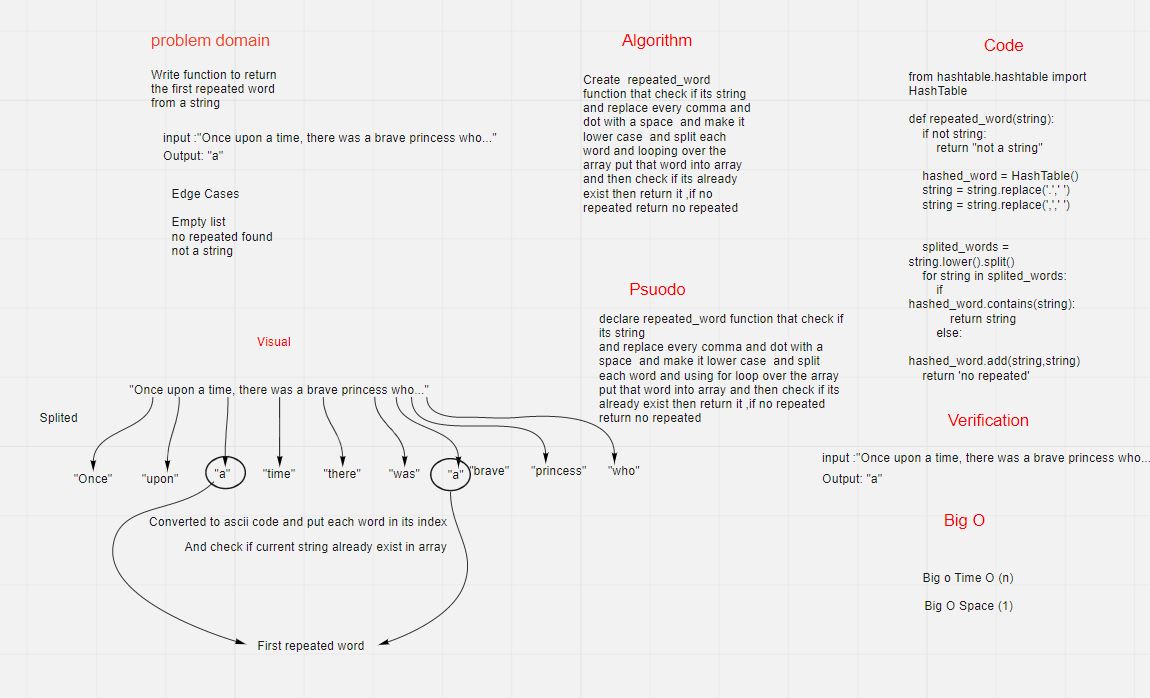 problem domain
Write function to return
the first repeated word
from a string
input :"Once upon a time, there was a brave princess who..."
Output: "a"
Edge Cases
Empty list
no repeated found
not a string
Visual
"Once upon a time, there was a brave princess who..."
Splited
"Once" "upon" "a" "time" "there" "was" "a" "brave" "princess" "who"
Converted to ascii code and put each word in its index
And check if current string already exist in array
First repeated word
Algorithm
Create repeated_word
function that check if its string
and replace every comma and
dot with a space and make it
lower case and split each
word and looping over the
array put that word into array
and then check if its already
exist then return it ,if no
repeated return no repeated
Psuodo
declare repeated_word function that check if
its string
and replace every comma and dot with a
space and make it lower case and split
each word and using for loop over the array
put that word into array and then check if its
already exist then return it ,if no repeated
return no repeated
Code
from hashtable.hashtable import
HashTable
def repeated_word(string):
if not string:
return "not a string"
hashed_word = HashTable()
string = string.replace('.',' ')
string = string.replace(',',' ')
splited_words =
string.lower().split()
for string in splited_words:
if
hashed_word.contains(string):
return string
else:
hashed_word.add(string,string)
return 'no repeated'
Verification
input :"Once upon a time, there was a brave princess who...
Output: "a"
Big O
Big o Time O (n)
Big O Space (1)